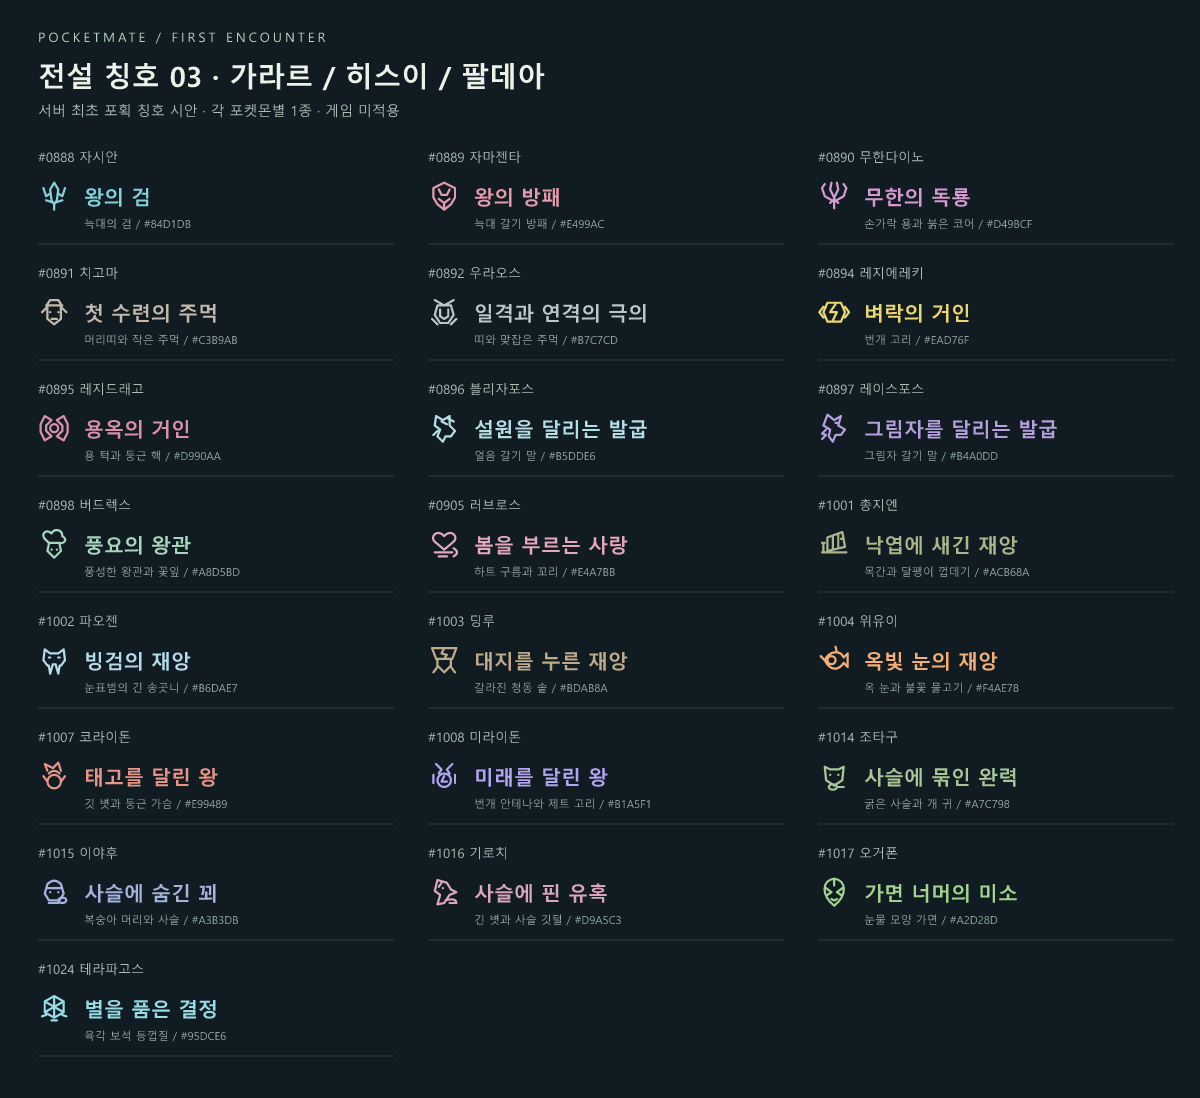 POCKETMATE / FIRST ENCOUNTER
전설 칭호 03 · 가라르 / 히스이 / 팔데아
서버 최초 포획 칭호 시안 · 각 포켓몬별 1종 · 게임 미적용
#0888 자시안
왕의 검
늑대의 검 / #84D1DB
#0889 자마젠타
왕의 방패
늑대 갈기 방패 / #E499AC
#0890 무한다이노
무한의 독룡
손가락 용과 붉은 코어 / #D49BCF
#0891 치고마
첫 수련의 주먹
머리띠와 작은 주먹 / #C3B9AB
#0892 우라오스
일격과 연격의 극의
띠와 맞잡은 주먹 / #B7C7CD
#0894 레지에레키
벼락의 거인
번개 고리 / #EAD76F
#0895 레지드래고
용옥의 거인
용 턱과 둥근 핵 / #D990AA
#0896 블리자포스
설원을 달리는 발굽
얼음 갈기 말 / #B5DDE6
#0897 레이스포스
그림자를 달리는 발굽
그림자 갈기 말 / #B4A0DD
#0898 버드렉스
풍요의 왕관
풍성한 왕관과 꽃잎 / #A8D5BD
#0905 러브로스
봄을 부르는 사랑
하트 구름과 꼬리 / #E4A7BB
#1001 총지엔
낙엽에 새긴 재앙
목간과 달팽이 껍데기 / #ACB68A
#1002 파오젠
빙검의 재앙
눈표범의 긴 송곳니 / #B6DAE7
#1003 딩루
대지를 누른 재앙
갈라진 청동 솥 / #BDAB8A
#1004 위유이
옥빛 눈의 재앙
옥 눈과 불꽃 물고기 / #F4AE78
#1007 코라이돈
태고를 달린 왕
깃 볏과 둥근 가슴 / #E99489
#1008 미라이돈
미래를 달린 왕
번개 안테나와 제트 고리 / #B1A5F1
#1014 조타구
사슬에 묶인 완력
굵은 사슬과 개 귀 / #A7C798
#1015 이야후
사슬에 숨긴 꾀
복숭아 머리와 사슬 / #A3B3DB
#1016 기로치
사슬에 핀 유혹
긴 볏과 사슬 깃털 / #D9A5C3
#1017 오거폰
가면 너머의 미소
눈물 모양 가면 / #A2D28D
#1024 테라파고스
별을 품은 결정
육각 보석 등껍질 / #95DCE6